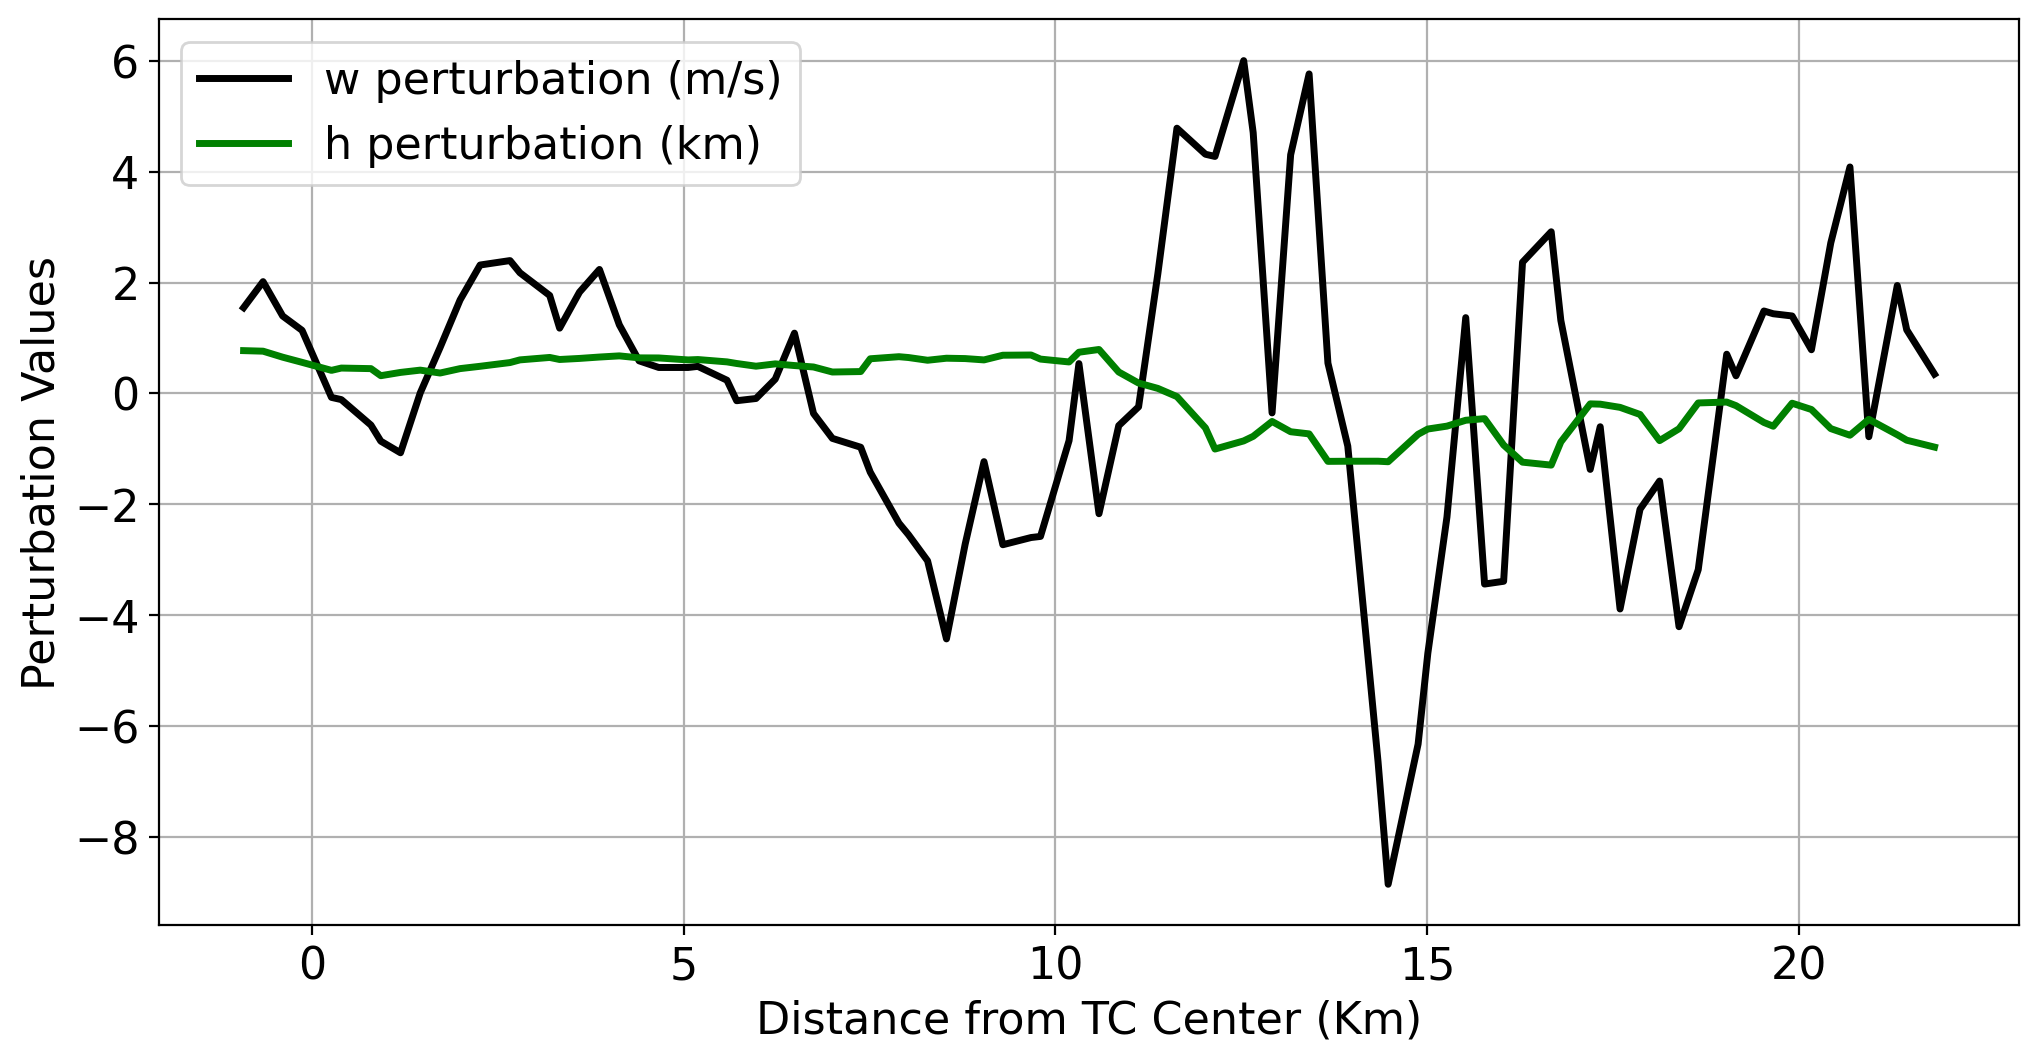 w perturbation (m/s)
h perturbation (km)
6
4
2
0
−2
−4
−6
−8
Perturbation Values
0 5 10 15 20
Distance from TC Center (Km)